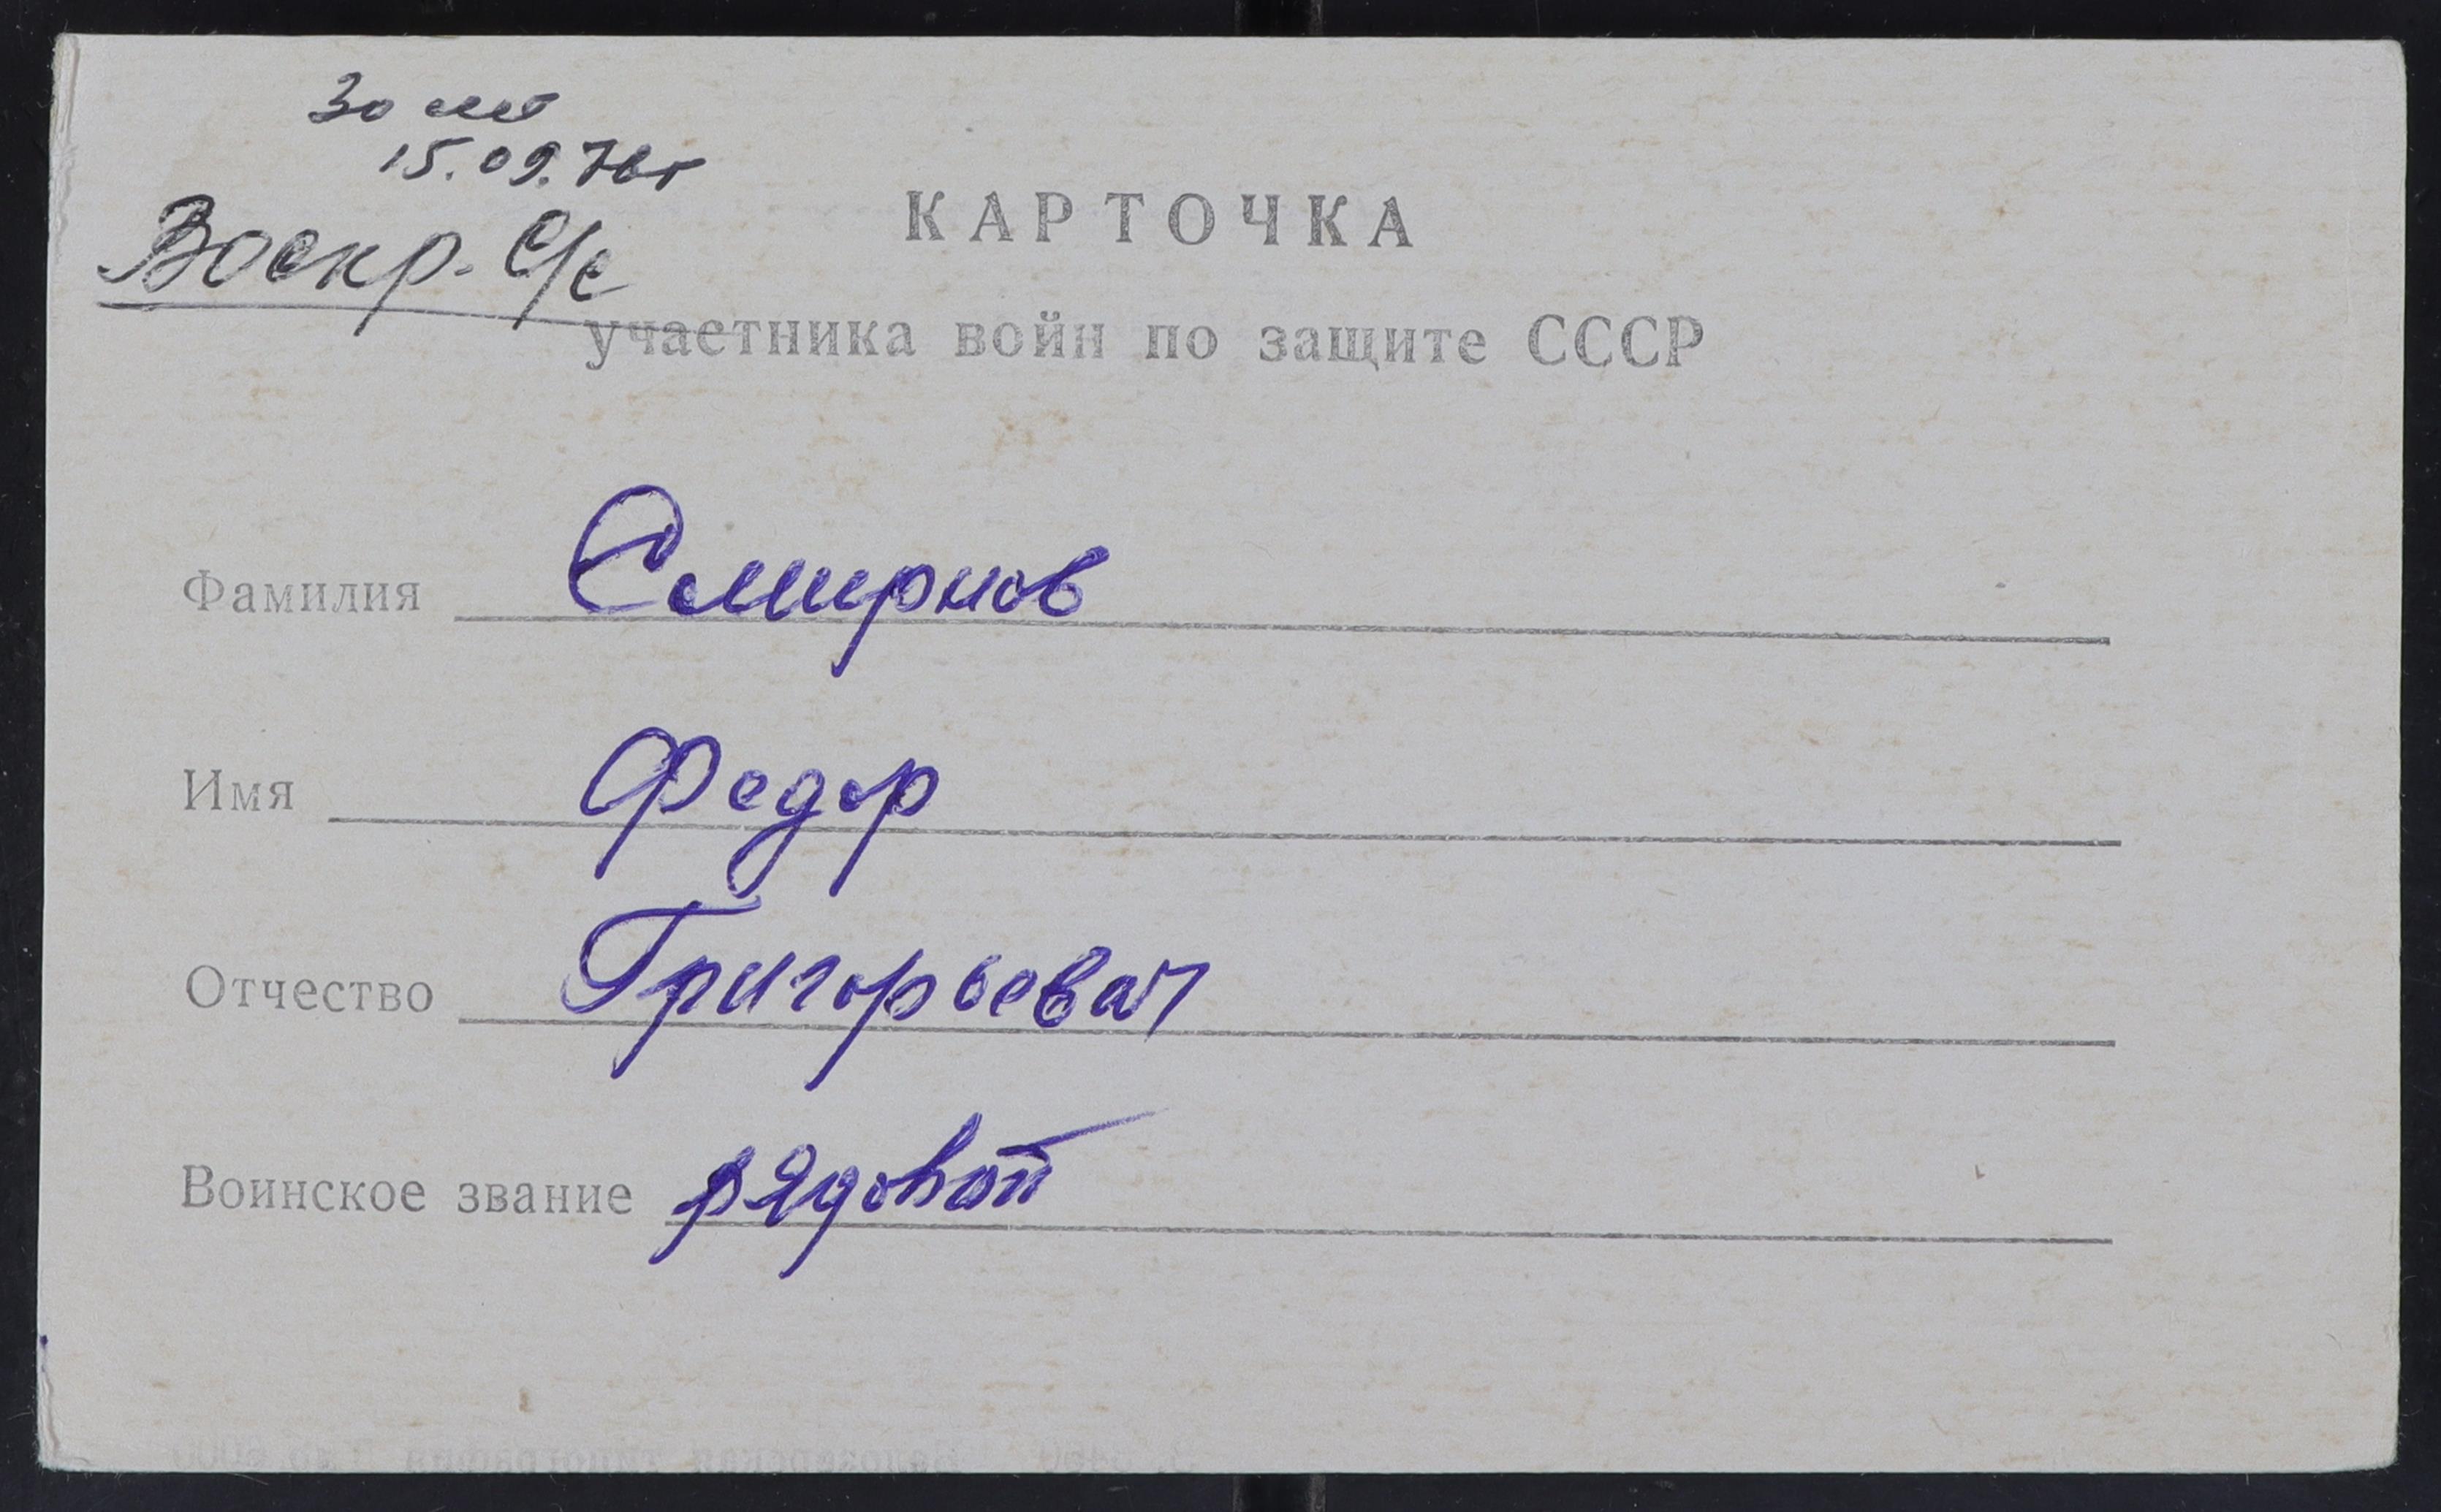 30 лет
15.09.76г
Воскр. с/с
КАРТОЧКА
участника войн по защите СССР
Фамилия Смирнов
Имя Федор
Отчество Григорьевич
Воинское звание рядовой